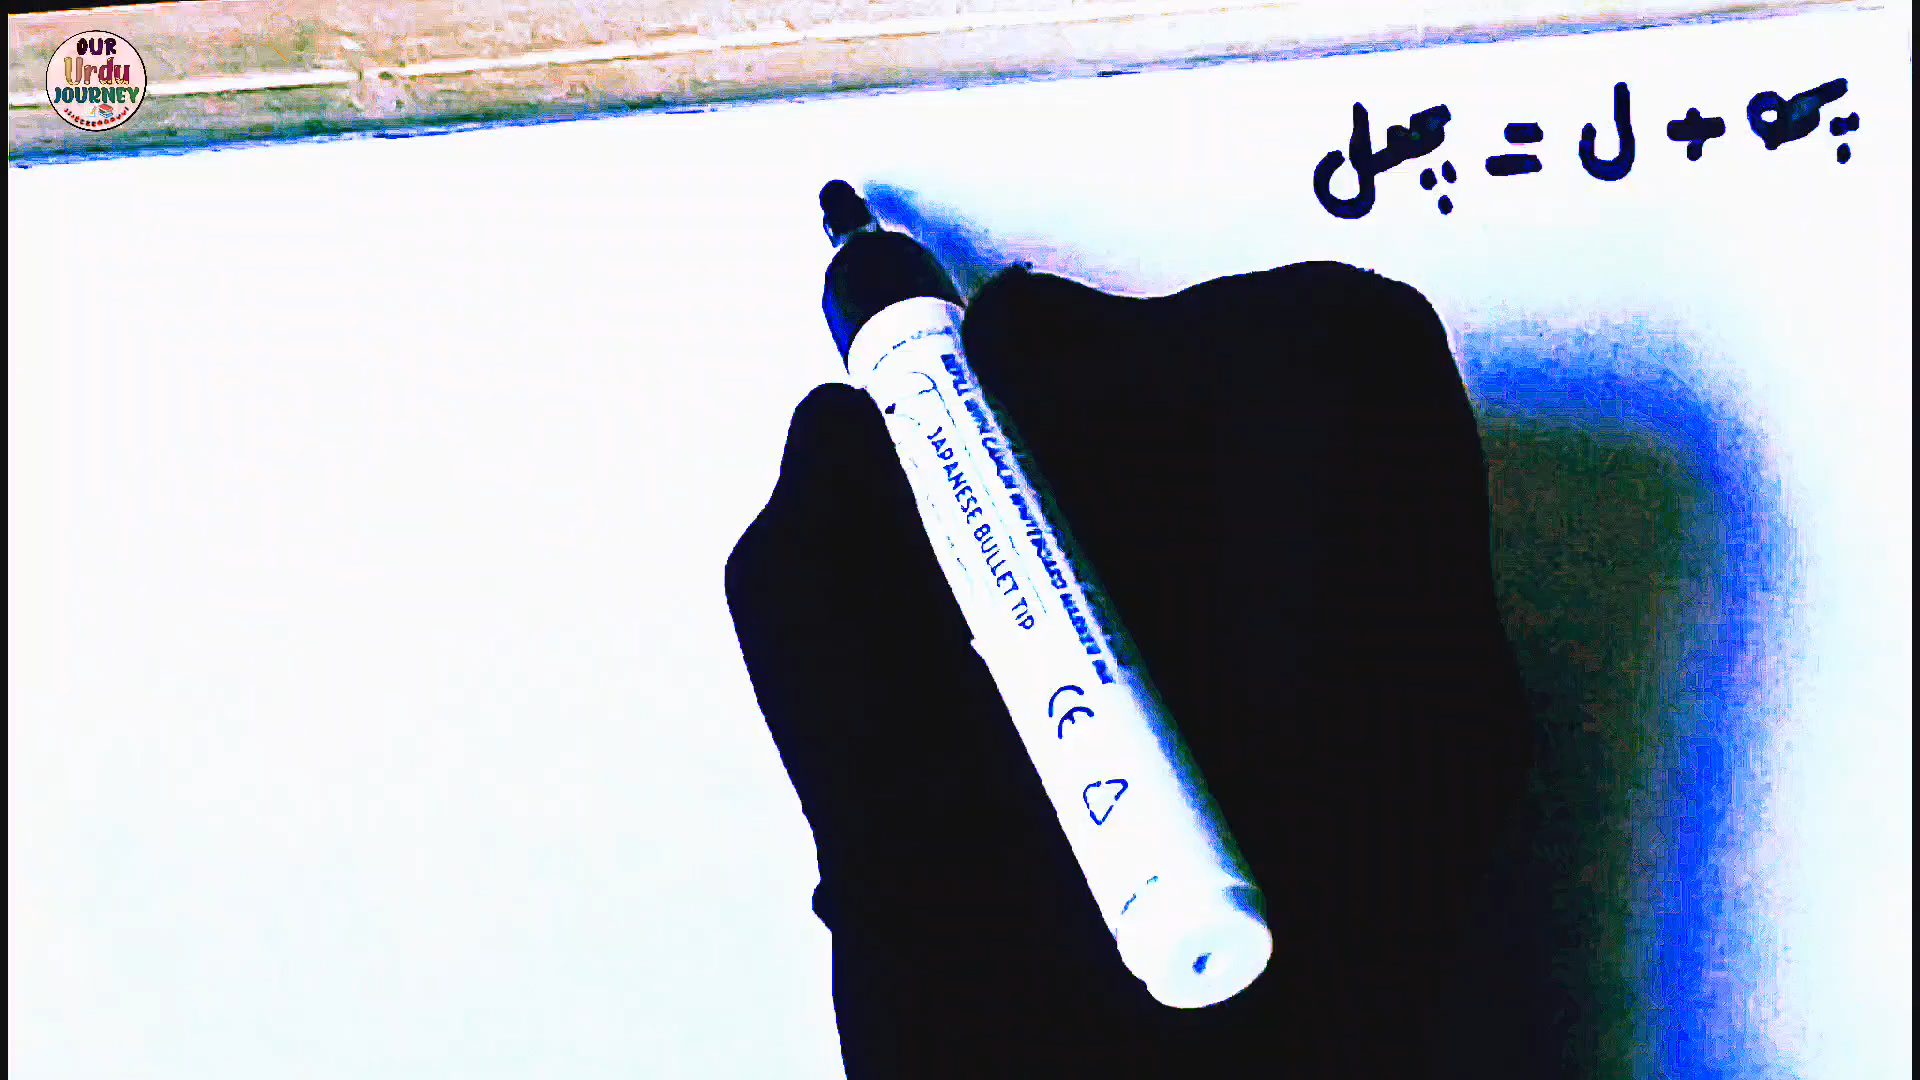 OUR
Urdu
JOURNEY
پھ + ل = پھل
JAPANESE BULLET TIP
CE